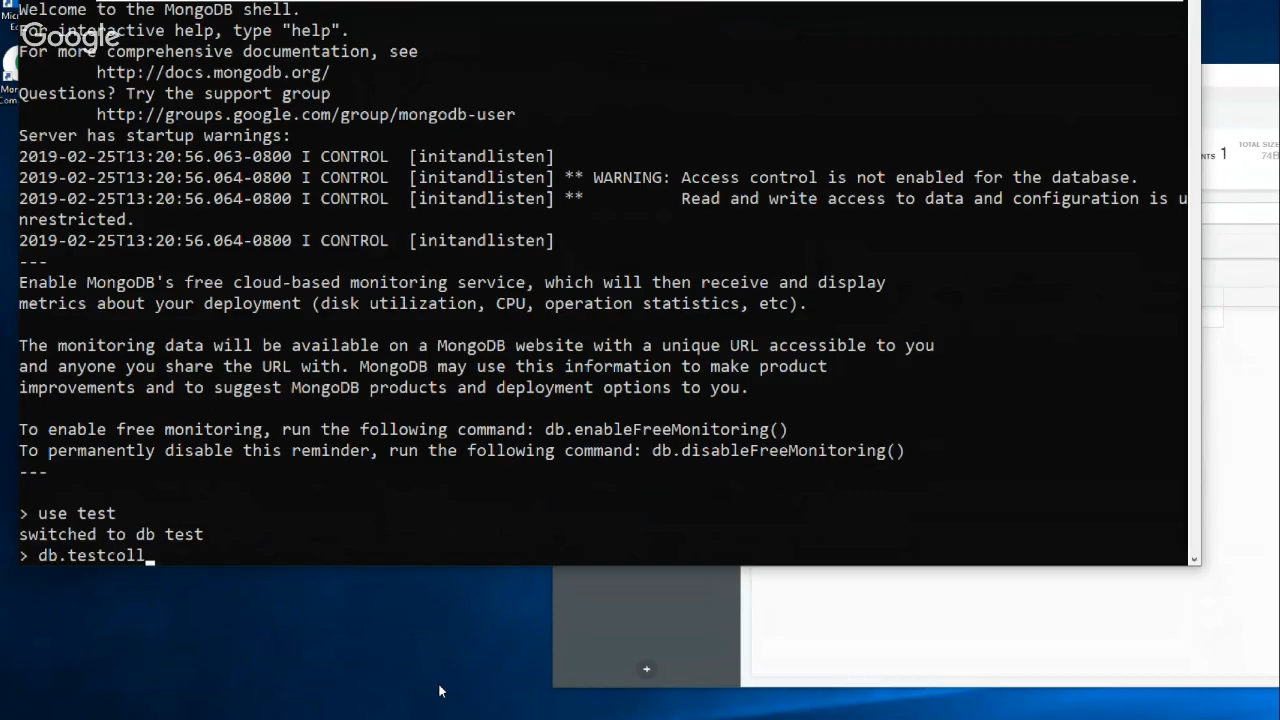 Welcome to the MongoDB shell.
For interactive help, type "help".
Google
For more comprehensive documentation, see
http://docs.mongodb.org/
Questions? Try the support group
http://groups.google.com/group/mongodb-user
Server has startup warnings:
2019-02-25T13:20:56.063-0800 I CONTROL  [initandlisten]
2019-02-25T13:20:56.064-0800 I CONTROL  [initandlisten] ** WARNING: Access control is not enabled for the database.
2019-02-25T13:20:56.064-0800 I CONTROL  [initandlisten] **          Read and write access to data and configuration is u
nrestricted.
2019-02-25T13:20:56.064-0800 I CONTROL  [initandlisten]
---
Enable MongoDB's free cloud-based monitoring service, which will then receive and display
metrics about your deployment (disk utilization, CPU, operation statistics, etc).
The monitoring data will be available on a MongoDB website with a unique URL accessible to you
and anyone you share the URL with. MongoDB may use this information to make product
improvements and to suggest MongoDB products and deployment options to you.
To enable free monitoring, run the following command: db.enableFreeMonitoring()
To permanently disable this reminder, run the following command: db.disableFreeMonitoring()
---
> use test
switched to db test
> db.testcoll_
NTS 1
TOTAL SIZE
74B
+